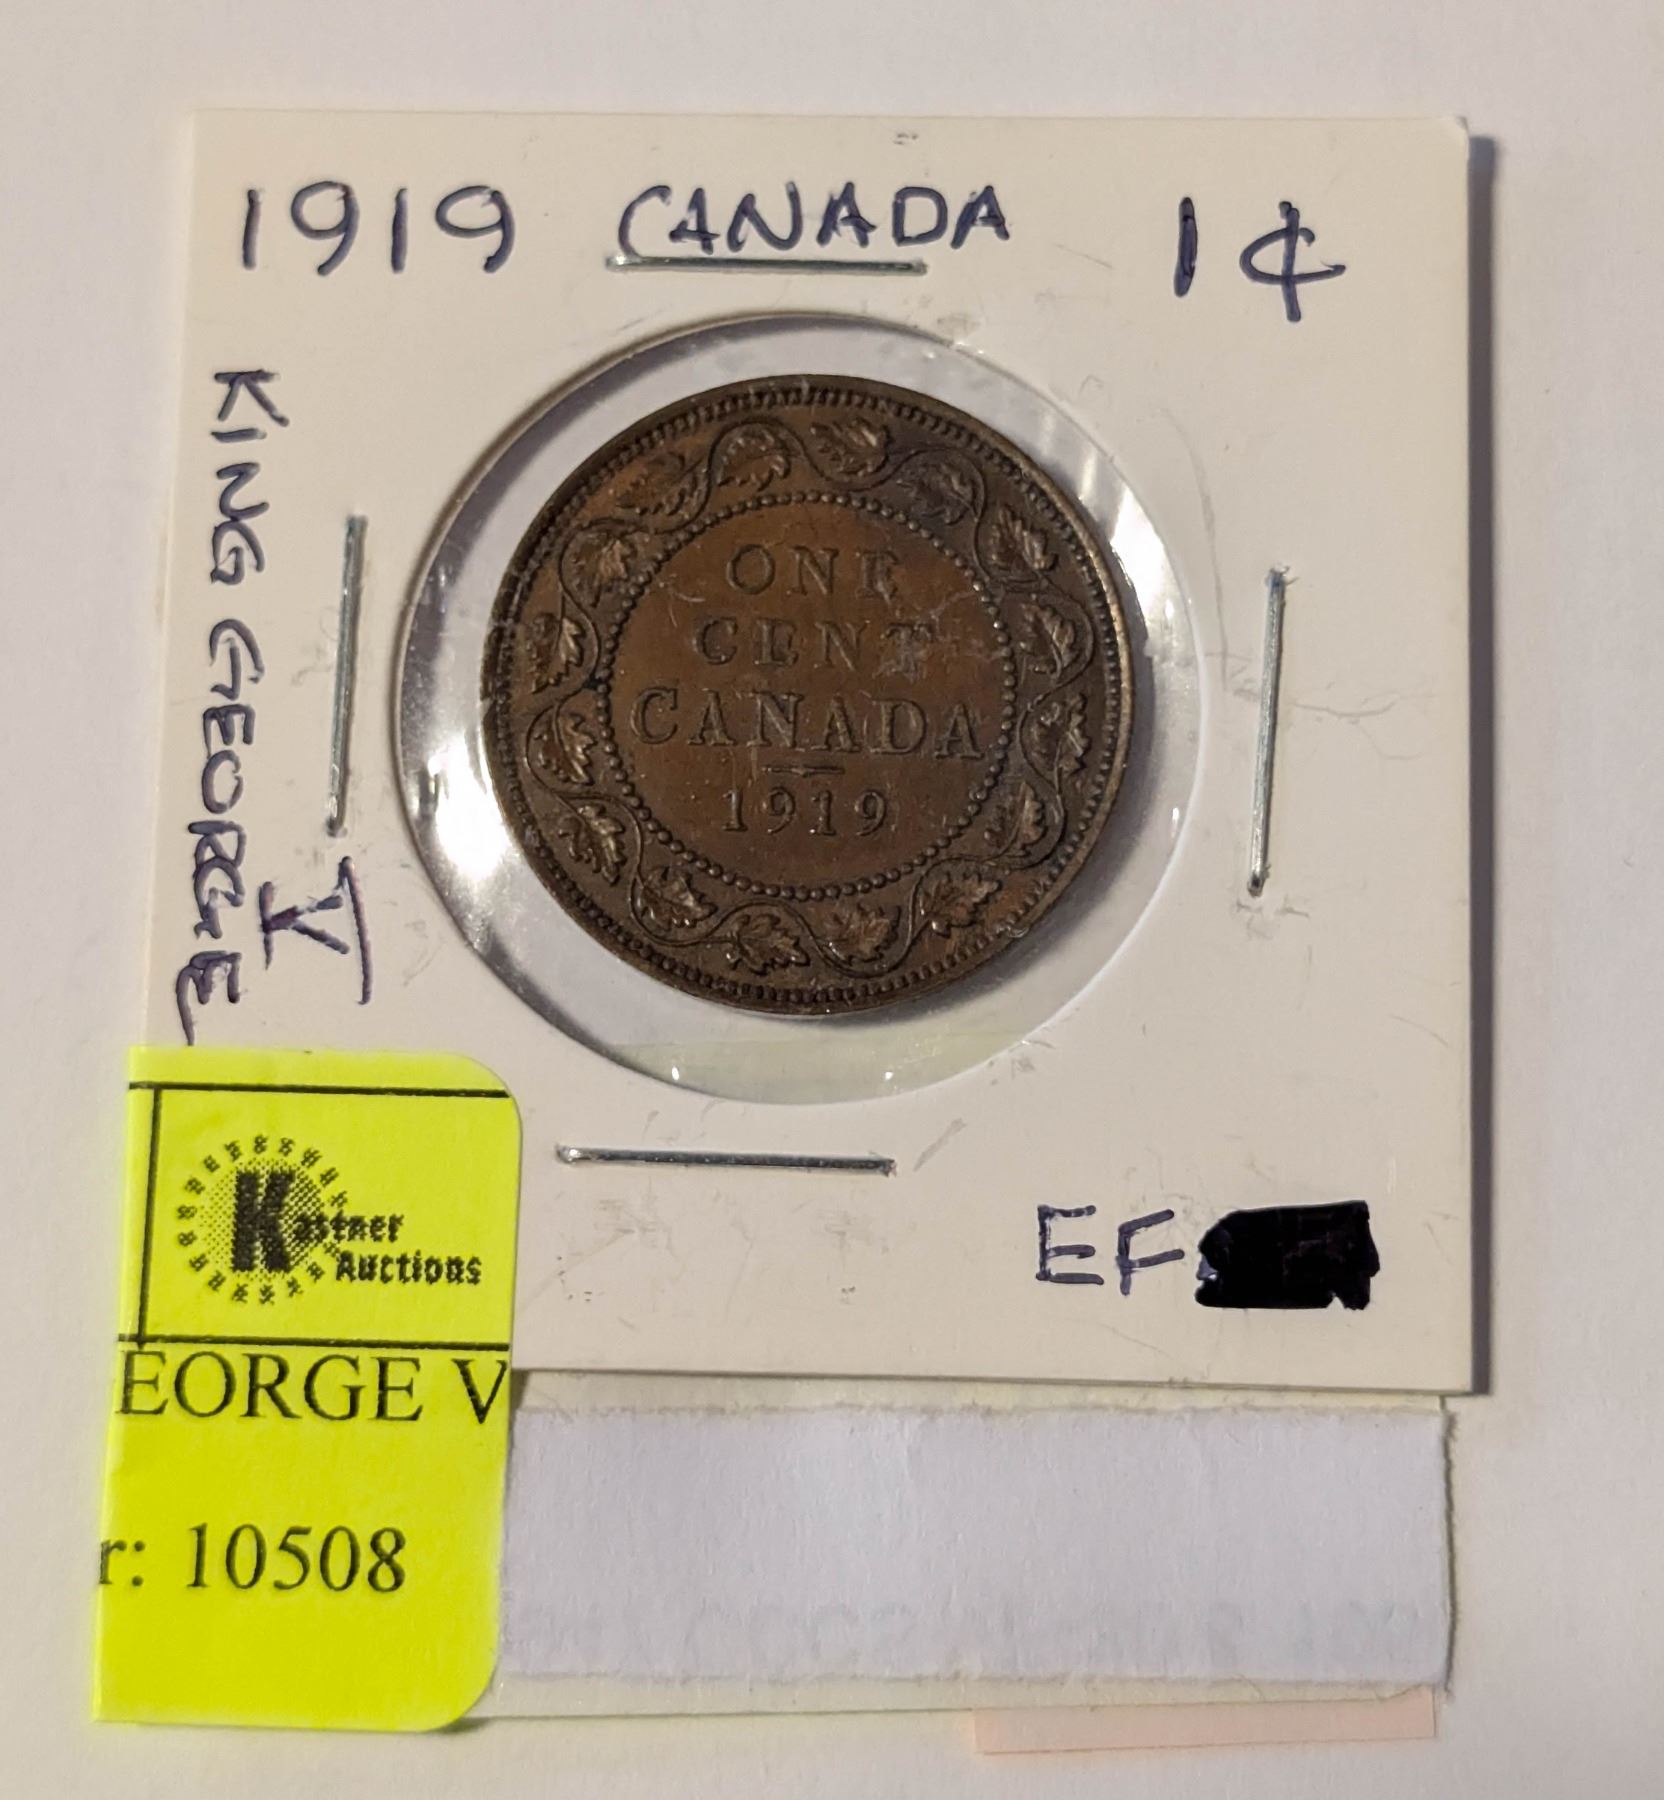 1919 CANADA 1¢
KING GEORGE
V
ONE
CENT
CANADA
1919
EF
Kastner
Auctions
EORGE V
r: 10508